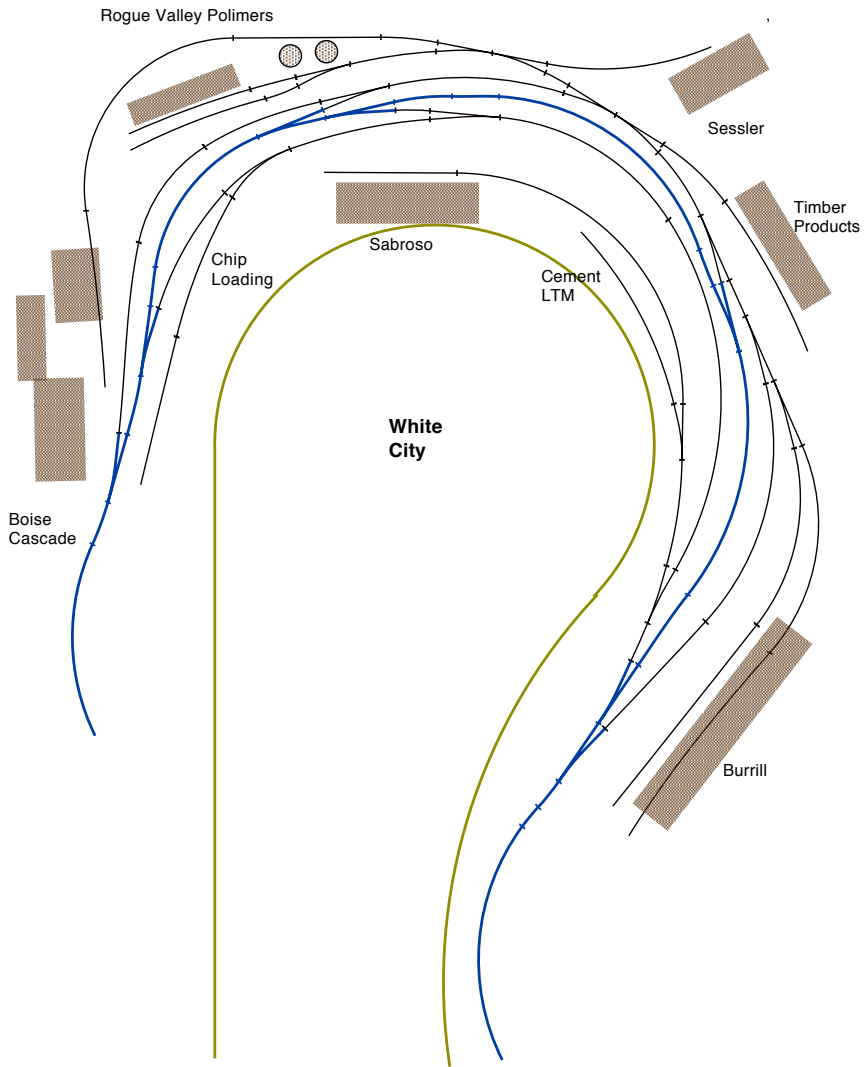 Rogue Valley Polimers
,
Sessler
Timber
Products
Sabroso
Chip
Loading
Cement
LTM
White
City
Boise
Cascade
Burrill